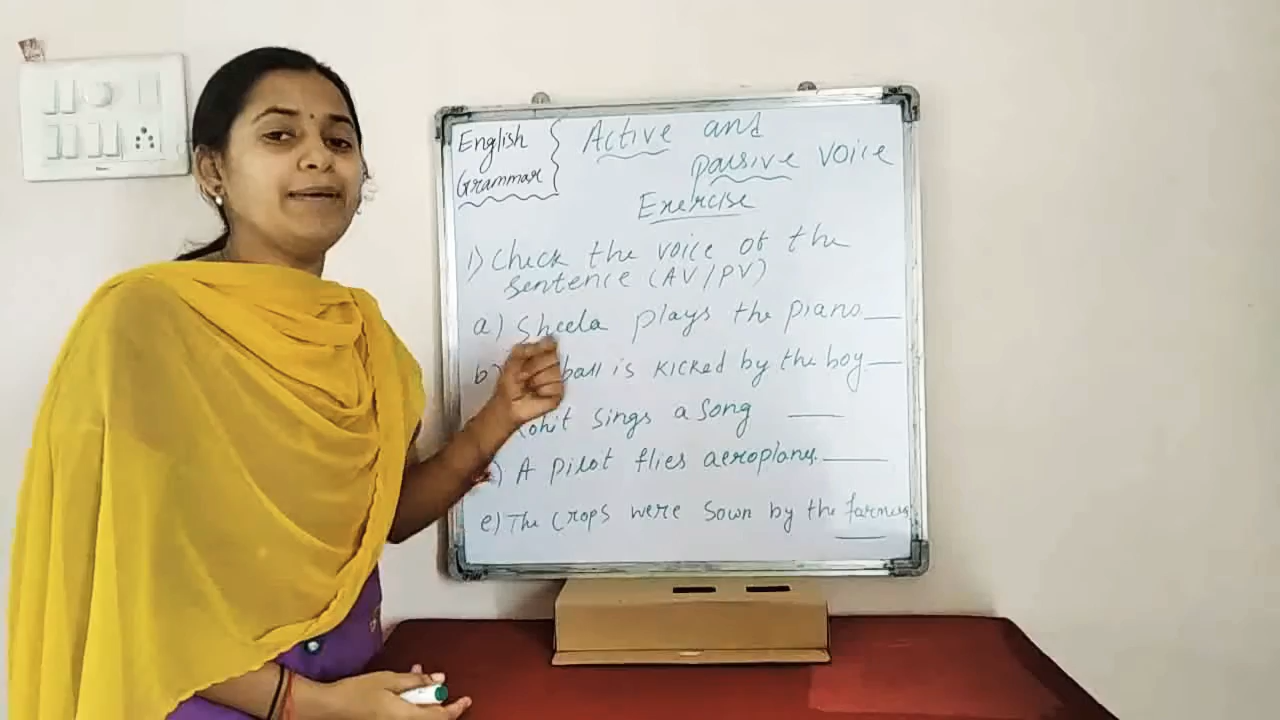 English
Grammar
Active and
passive voice
Exercise
1) Check the voice of the
sentence (AV/PV)
a) Sheela plays the piano
b) ball is kicked by the boy
sings a song
) A pilot flies
e) The crops were sown by the farmers